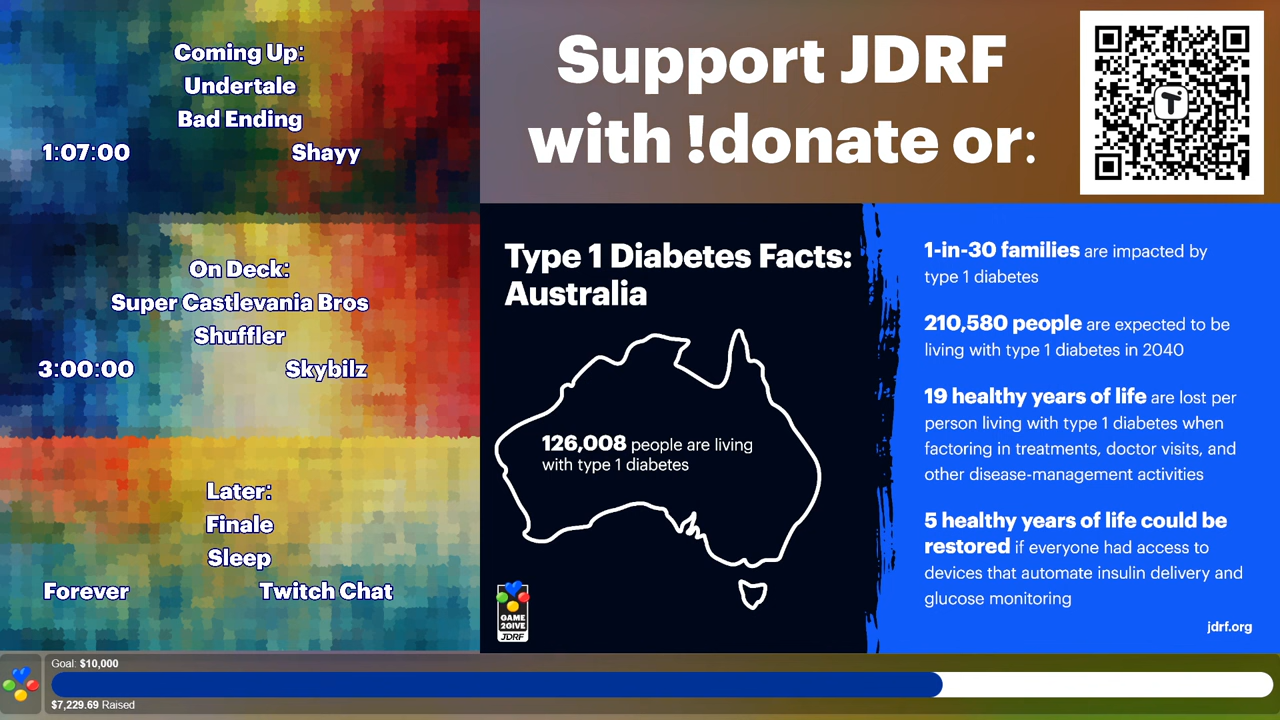 Coming Up:
Undertale
Bad Ending
1:07:00 Shayy
On Deck:
Super Castlevania Bros
Shuffler
3:00:00 Skybilz
Later:
Finale
Sleep
Forever Twitch Chat
Support JDRF
with !donate or:
Type 1 Diabetes Facts:
Australia
126,008 people are living
with type 1 diabetes
GAME
2GIVE
JDRF
1-in-30 families are impacted by
type 1 diabetes
210,580 people are expected to be
living with type 1 diabetes in 2040
19 healthy years of life are lost per
person living with type 1 diabetes when
factoring in treatments, doctor visits, and
other disease-management activities
5 healthy years of life could be
restored if everyone had access to
devices that automate insulin delivery and
glucose monitoring
jdrf.org
Goal: $10,000
$7,229.69 Raised